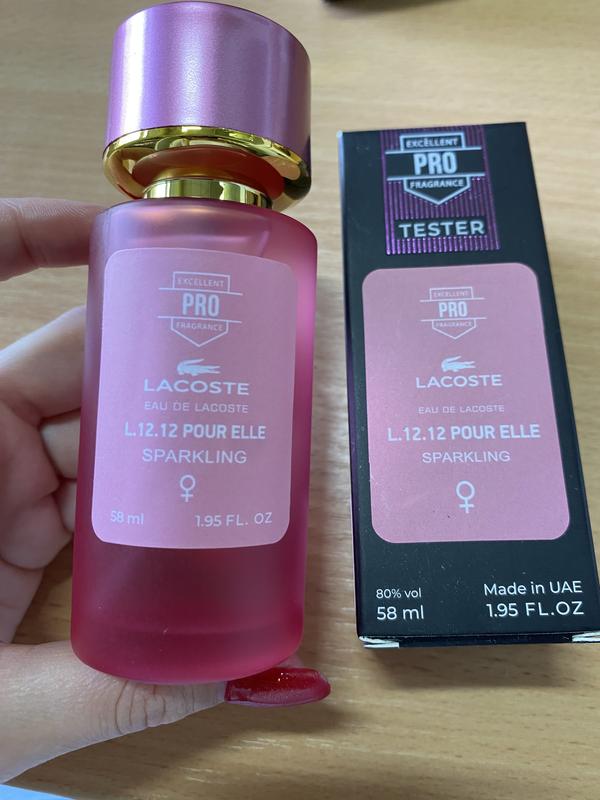 EXCELLENT
PRO
FRAGRANCE
LACOSTE
EAU DE LACOSTE
L.12.12 POUR ELLE
SPARKLING
58 ml 1.95 FL. OZ
EXCELLENT
PRO
FRAGRANCE
TESTER
EXCELLENT
PRO
FRAGRANCE
LACOSTE
EAU DE LACOSTE
L.12.12 POUR ELLE
SPARKLING
80% vol Made in UAE
58 ml 1.95 FL.OZ